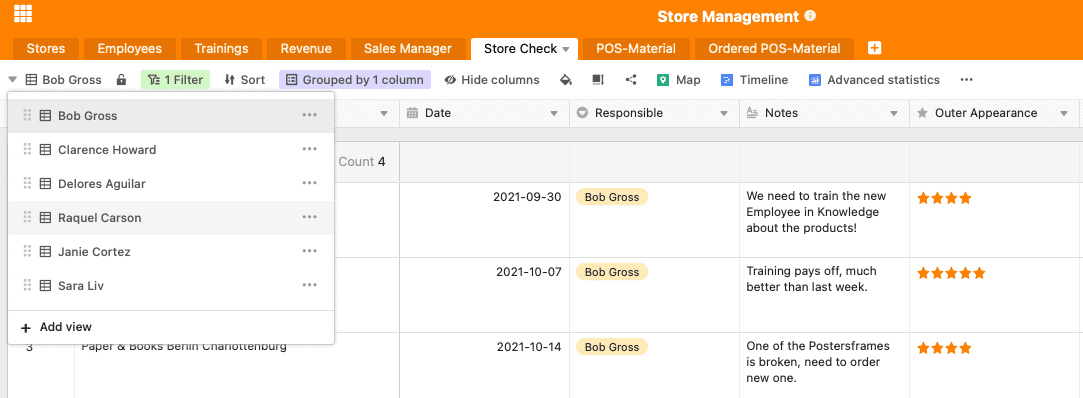 Store Management
Stores Employees Trainings Revenue Sales Manager Store Check POS-Material Ordered POS-Material
Bob Gross 1 Filter Sort Grouped by 1 column Hide columns Map Timeline Advanced statistics
Date Responsible Notes Outer Appearance
Bob Gross
Clarence Howard
Delores Aguilar
Raquel Carson
Janie Cortez
Sara Liv
+ Add view
Count 4
2021-09-30 Bob Gross We need to train the new
Employee in Knowledge
about the products!
2021-10-07 Bob Gross Training pays off, much
better than last week.
3 Paper & Books Berlin Charlottenburg 2021-10-14 Bob Gross One of the Postersframes
is broken, need to order
new one.